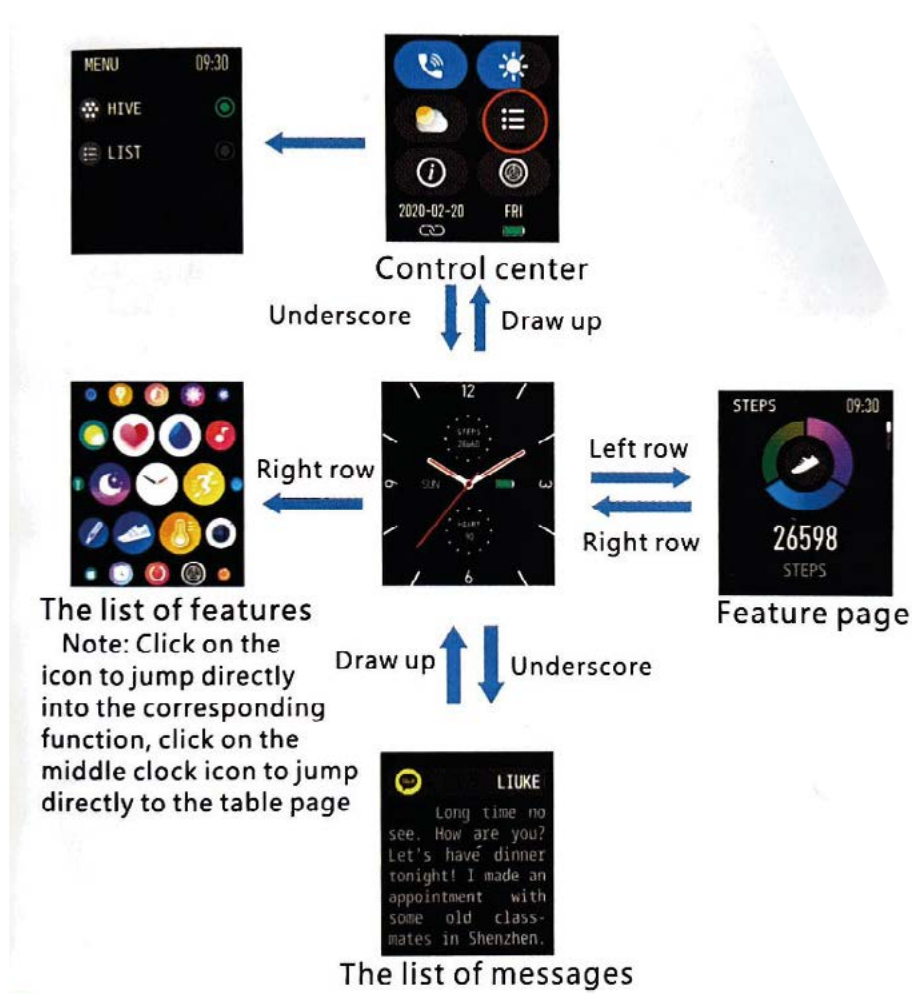 MENU 09:30
HIVE
LIST
2020-02-20 FRI
Control center
Underscore
Draw up
12
STEPS
26660
SUN
3
HEART
90
6
9
Right row
Left row
Right row
STEPS 09:30
26598
STEPS
Feature page
The list of features
Note: Click on the
icon to jump directly
into the corresponding
function, click on the
middle clock icon to jump
directly to the table page
Draw up
Underscore
LIUKE
Long time no
see. How are you?
Let's have dinner
tonight! I made an
appointment with
some old class-
mates in Shenzhen.
The list of messages